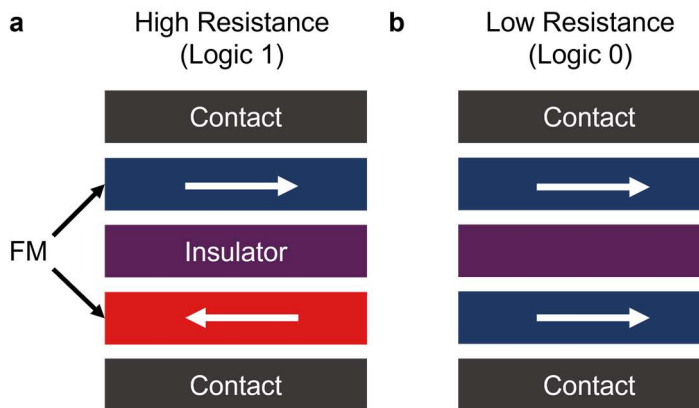 a
High Resistance
(Logic 1)
b
Low Resistance
(Logic 0)
Contact
Contact
FM
Insulator
Contact
Contact